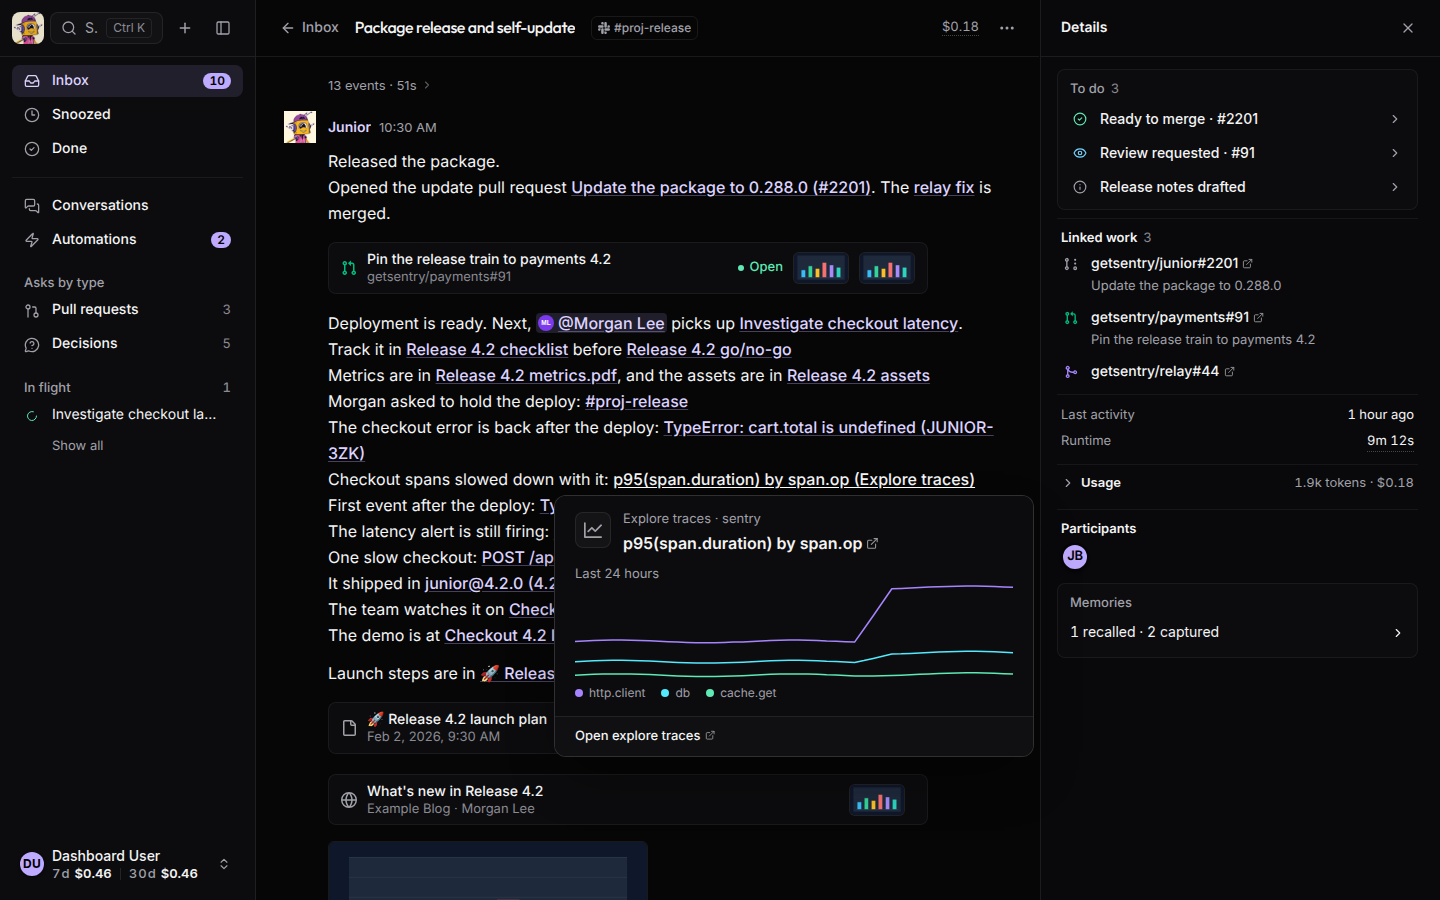 S.
Ctrl K
Inbox 10
Snoozed
Done
Conversations
Automations 2
Asks by type
Pull requests 3
Decisions 5
In flight 1
Investigate checkout la...
Show all
DU
Dashboard User
7d $0.46 | 30d $0.46
Inbox
Package release and self-update
#proj-release
$0.18
13 events · 51s
Junior 10:30 AM
Released the package.
Opened the update pull request Update the package to 0.288.0 (#2201). The relay fix is
merged.
Pin the release train to payments 4.2
getsentry/payments#91
Open
Deployment is ready. Next, ML @Morgan Lee picks up Investigate checkout latency.
Track it in Release 4.2 checklist before Release 4.2 go/no-go
Metrics are in Release 4.2 metrics.pdf, and the assets are in Release 4.2 assets
Morgan asked to hold the deploy: #proj-release
The checkout error is back after the deploy: TypeError: cart.total is undefined (JUNIOR-
3ZK)
Checkout spans slowed down with it: p95(span.duration) by span.op (Explore traces)
First event after the deploy: Ty
The latency alert is still firing:
One slow checkout: POST /ap
It shipped in junior@4.2.0 (4.2
The team watches it on Check
The demo is at Checkout 4.2 l
Launch steps are in 🚀 Releas
🚀 Release 4.2 launch plan
Feb 2, 2026, 9:30 AM
What's new in Release 4.2
Example Blog · Morgan Lee
Explore traces · sentry
p95(span.duration) by span.op
Last 24 hours
http.client
db
cache.get
Open explore traces
Details
To do 3
Ready to merge · #2201
Review requested · #91
Release notes drafted
Linked work 3
getsentry/junior#2201
Update the package to 0.288.0
getsentry/payments#91
Pin the release train to payments 4.2
getsentry/relay#44
Last activity 1 hour ago
Runtime 9m 12s
Usage 1.9k tokens · $0.18
Participants
JB
Memories
1 recalled · 2 captured